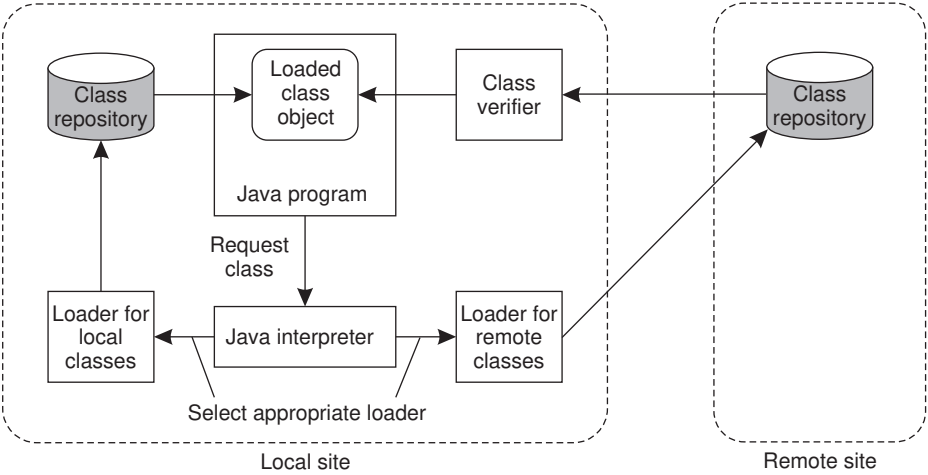 Class
repository
Loaded
class
object
Class
verifier
Class
repository
Java program
Request
class
Loader for
local
classes
Java interpreter
Loader for
remote
classes
Select appropriate loader
Local site
Remote site